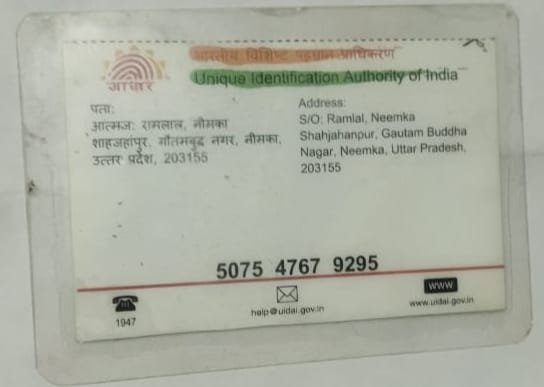 भारतीय विशिष्ट पहचान प्राधिकरण
Unique Identification Authority of India
आधार
पता:
आत्मज: रामलाल, नीमका
शाहजहांपुर, गौतमबुद्ध नगर, नीमका,
उत्तर प्रदेश, 203155
Address:
S/O: Ramlal, Neemka
Shahjahanpur, Gautam Buddha
Nagar, Neemka, Uttar Pradesh,
203155
5075 4767 9295
1947
help@uidai.gov.in
WWW
www.uidai.gov.in